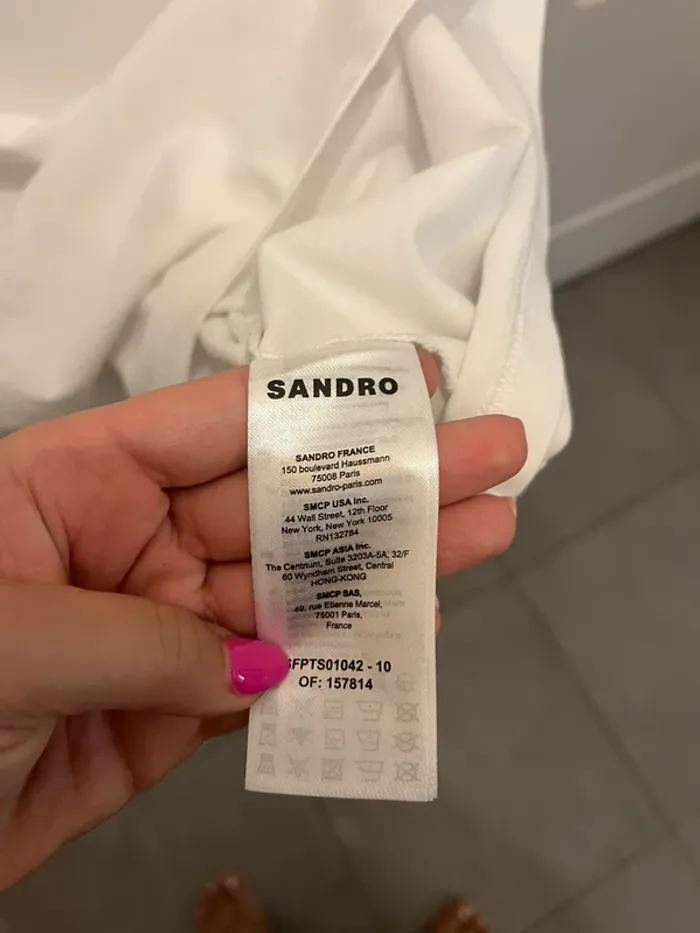 SANDRO
SANDRO FRANCE
150 boulevard Haussmann
75008 Paris
www.sandro-paris.com
SMCP USA Inc.
44 Wall Street, 12th Floor
New York, New York 10005
RN132784
SMCP ASIA Inc.
The Centrium, Suite 3203A-5A, 32/F
60 Wyndham Street, Central
HONG-KONG
SMCP SAS,
49, rue Etienne Marcel,
75001 Paris,
France
SFPTS01042 - 10
OF: 157814